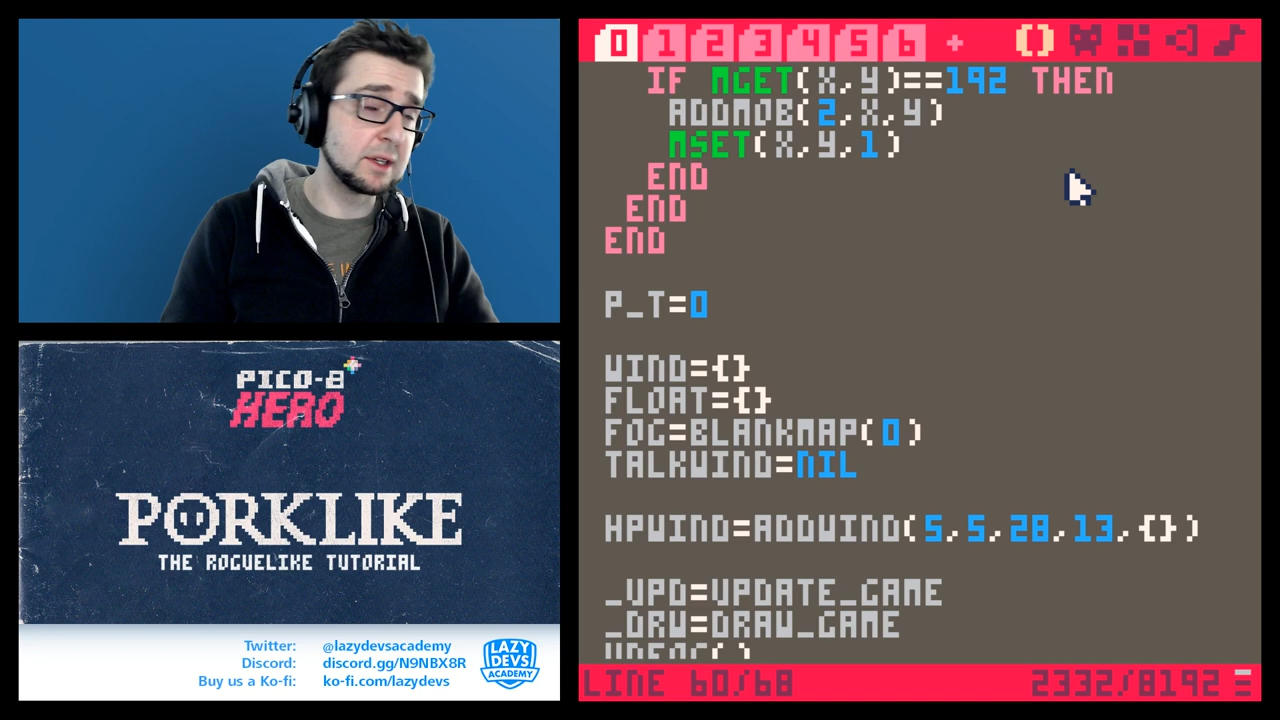 PICO-8
HERO
PORKLIKE
THE ROGUELIKE TUTORIAL
Twitter: @lazydevsacademy
Discord: discord.gg/N9NBX8R
Buy us a Ko-fi: ko-fi.com/lazydevs
LAZY
DEVS
ACADEMY
0 1 2 3 4 5 6 +
IF MGET(X,Y)==192 THEN
ADDMOB(2,X,Y)
MSET(X,Y,1)
END
END
END
P_T=0
WIND={}
FLOAT={}
FOG=BLANKMAP(0)
TALKWIND=NIL
HPWIND=ADDWIND(5,5,28,13,{})
_UPD=UPDATE_GAME
_DRW=DRAW_GAME
LINE 60/68
2332/8192